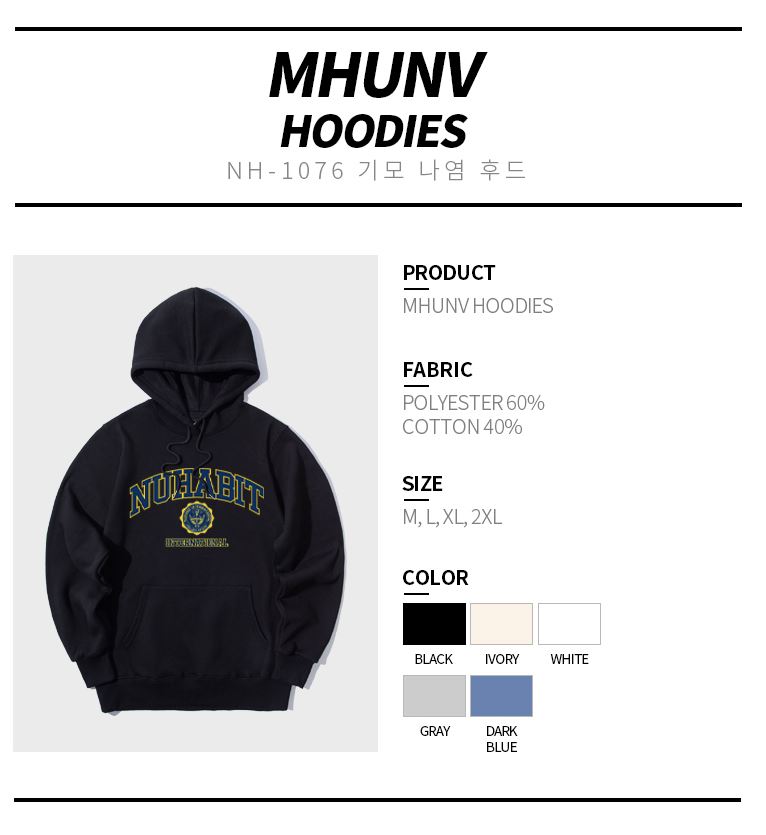 MHUNV
HOODIES
NH-1076 기모 나염 후드
NUHABIT
INTERNATIONAL
PRODUCT
MHUNV HOODIES
FABRIC
POLYESTER 60%
COTTON 40%
SIZE
M, L, XL, 2XL
COLOR
BLACK
IVORY
WHITE
GRAY
DARK
BLUE